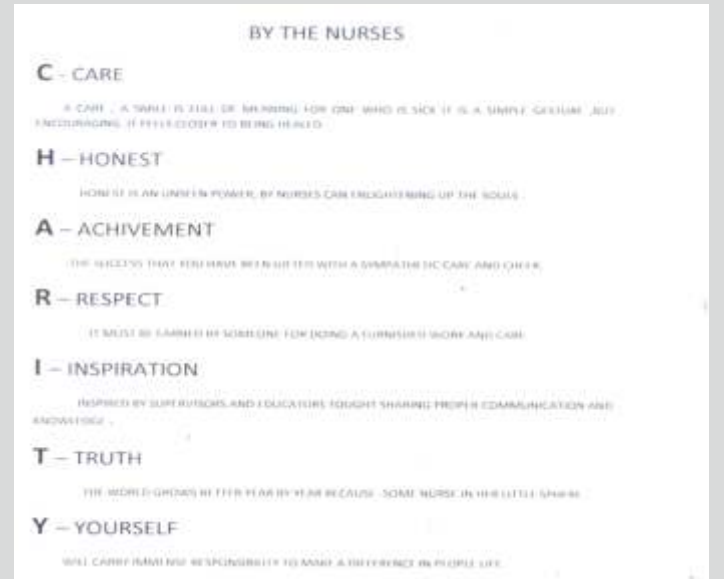 BY THE NURSES
C - CARE
A CARE , A SMILE IS FULL OF MEANING FOR ONE WHO IS SICK IT IS A SIMPLE GESTURE ,BUT
ENCOURAGING. IT FEELS CLOSER TO BEING HEALED
H – HONEST
HONEST IS AN UNSEEN POWER, BY NURSES CAN ENLIGHTENING UP THE SOULS
A – ACHIVEMENT
THE SUCCESS THAT YOU HAVE BEEN GIFTED WITH A SYMPATHETIC CARE AND CHEER
R – RESPECT
IT MUST BE EARNED BY SOMEONE FOR DOING A FURNISHED WORK AND CARE
I – INSPIRATION
INSPIRED BY SUPERVISORS AND EDUCATORS TOUGHT SHARING PROPER COMMUNICATION AND
KNOWLEDGE .
T – TRUTH
THE WORLD GROWS BETTER YEAR BY YEAR BECAUSE SOME NURSE IN HER LITTLE SPHERE
Y – YOURSELF
WILL CARRY IMMENSE RESPONSIBILITY TO MAKE A DIFFERENCE IN PEOPLE LIFE